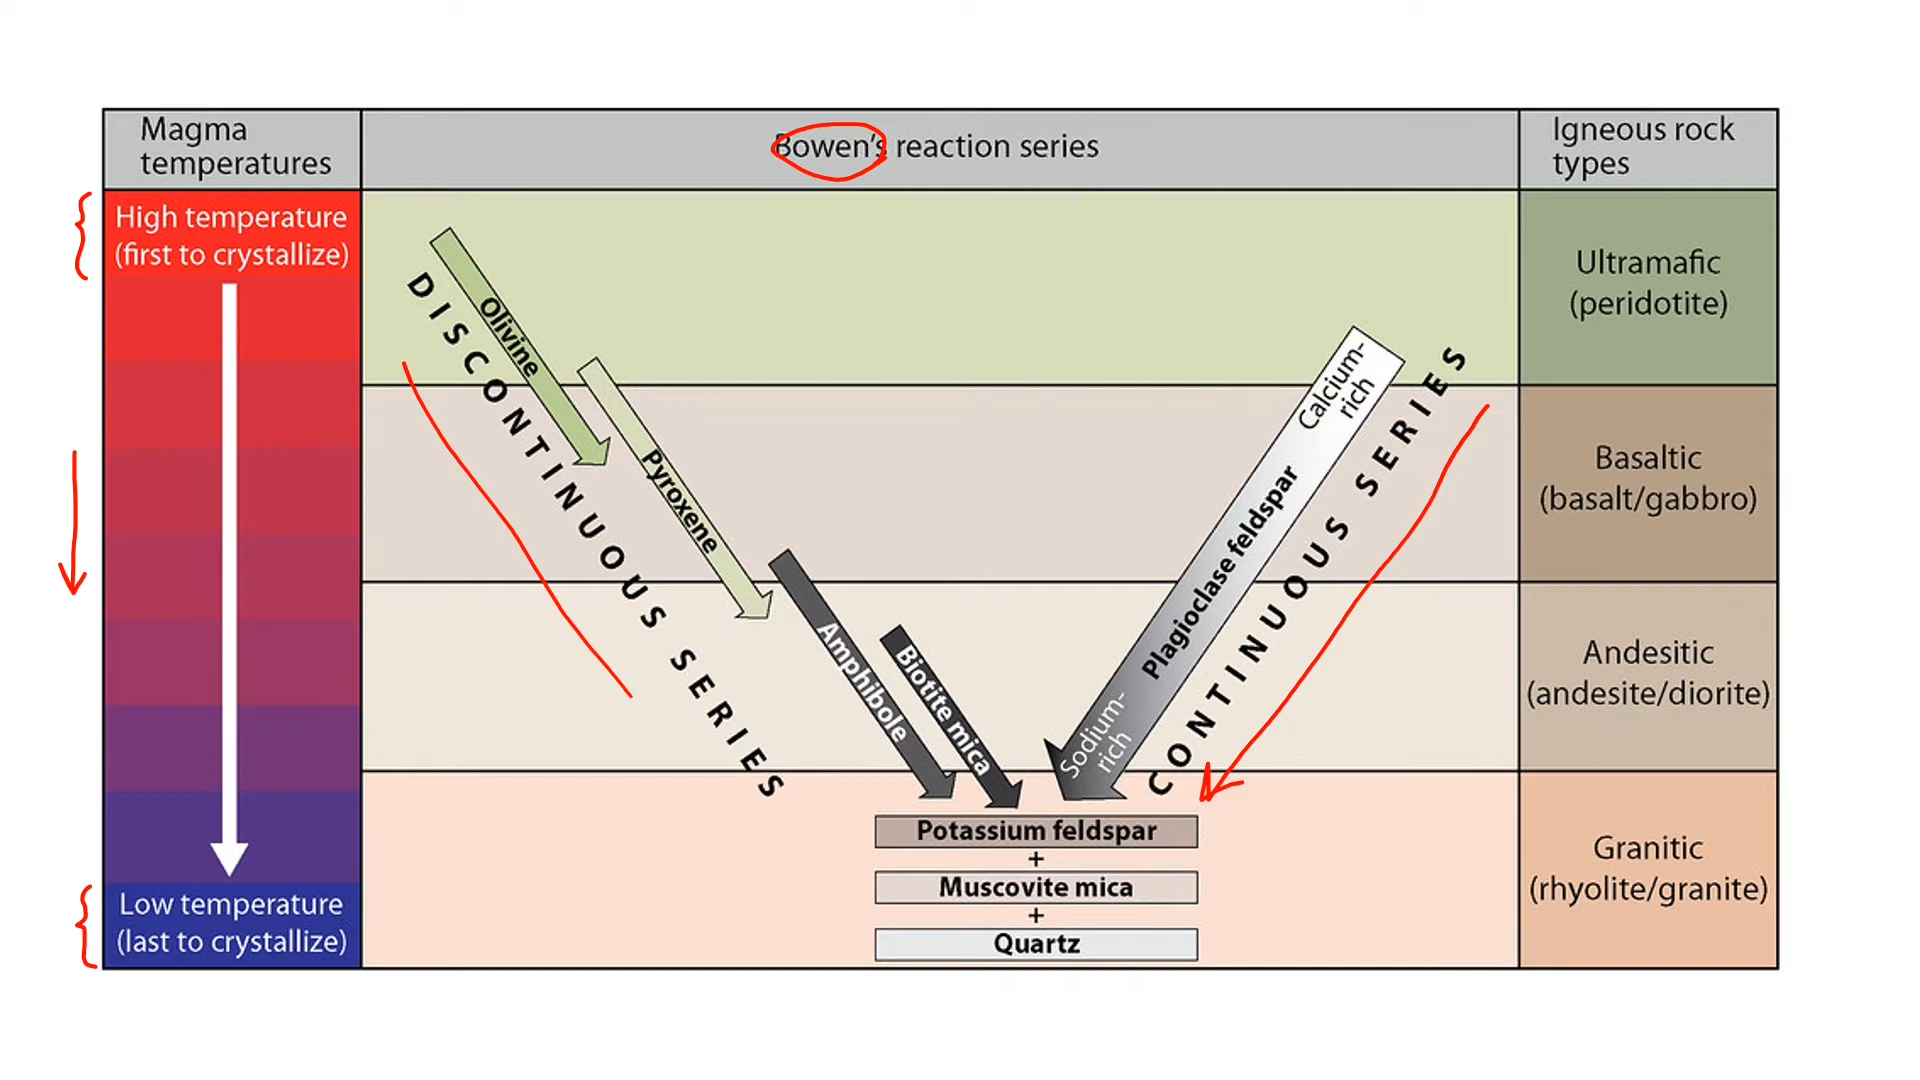 Magma
temperatures
Bowen's reaction series
Igneous rock
types
High temperature
(first to crystallize)
Low temperature
(last to crystallize)
DISCONTINUOUS SERIES
Olivine
Pyroxene
Amphibole
Biotite mica
Calcium-
rich
Plagioclase feldspar
Sodium-
rich
CONTINUOUS SERIES
Potassium feldspar
+
Muscovite mica
+
Quartz
Ultramafic
(peridotite)
Basaltic
(basalt/gabbro)
Andesitic
(andesite/diorite)
Granitic
(rhyolite/granite)